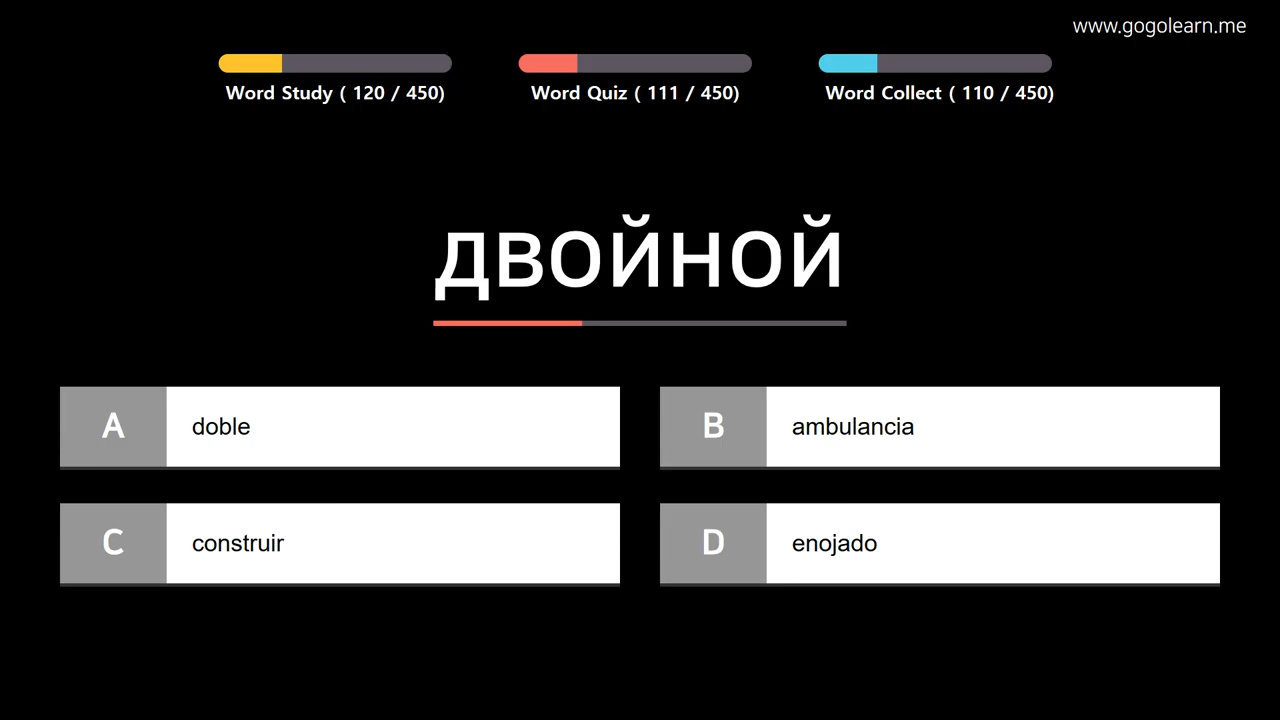 www.gogolearn.me
Word Study ( 120 / 450)
Word Quiz ( 111 / 450)
Word Collect ( 110 / 450)
двойной
A doble
B ambulancia
C construir
D enojado